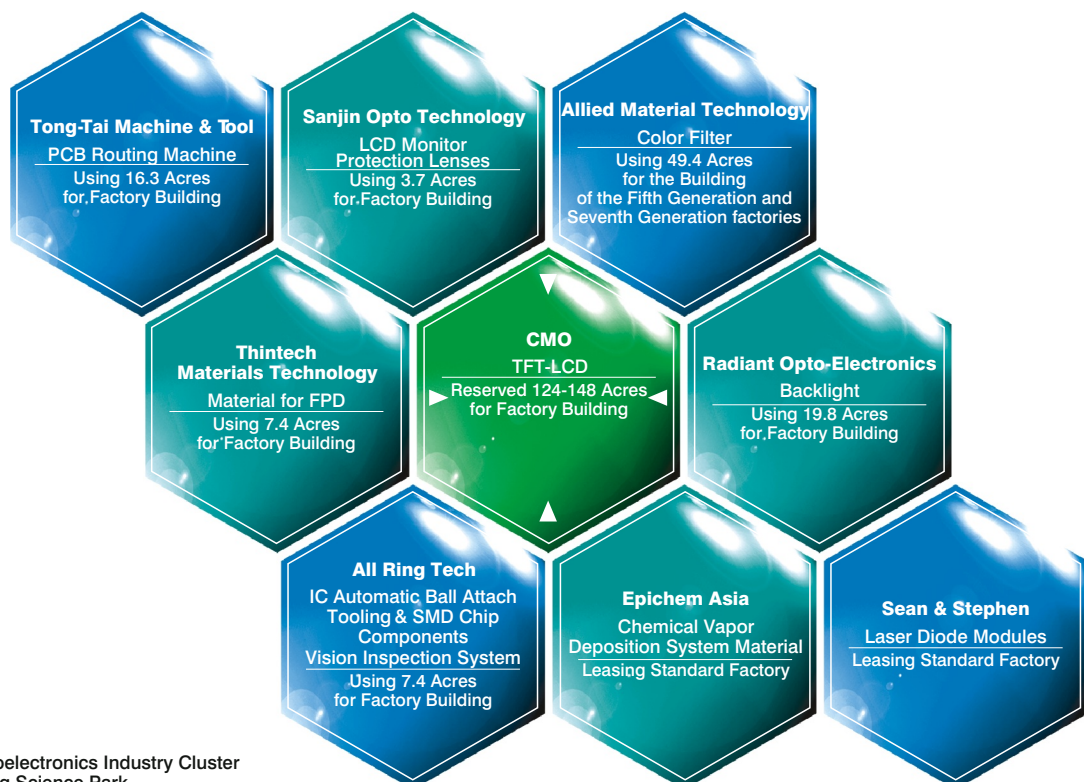 Tong-Tai Machine & Tool
PCB Routing Machine
Using 16.3 Acres
for Factory Building
Sanjin Opto Technology
LCD Monitor
Protection Lenses
Using 3.7 Acres
for Factory Building
Allied Material Technology
Color Filter
Using 49.4 Acres
for the Building
of the Fifth Generation and
Seventh Generation factories
Thintech
Materials Technology
Material for FPD
Using 7.4 Acres
for Factory Building
CMO
TFT-LCD
Reserved 124-148 Acres
for Factory Building
Radiant Opto-Electronics
Backlight
Using 19.8 Acres
for Factory Building
All Ring Tech
IC Automatic Ball Attach
Tooling & SMD Chip
Components
Vision Inspection System
Using 7.4 Acres
for Factory Building
Epichem Asia
Chemical Vapor
Deposition System Material
Leasing Standard Factory
Sean & Stephen
Laser Diode Modules
Leasing Standard Factory
oelectronics Industry Cluster
Science Park